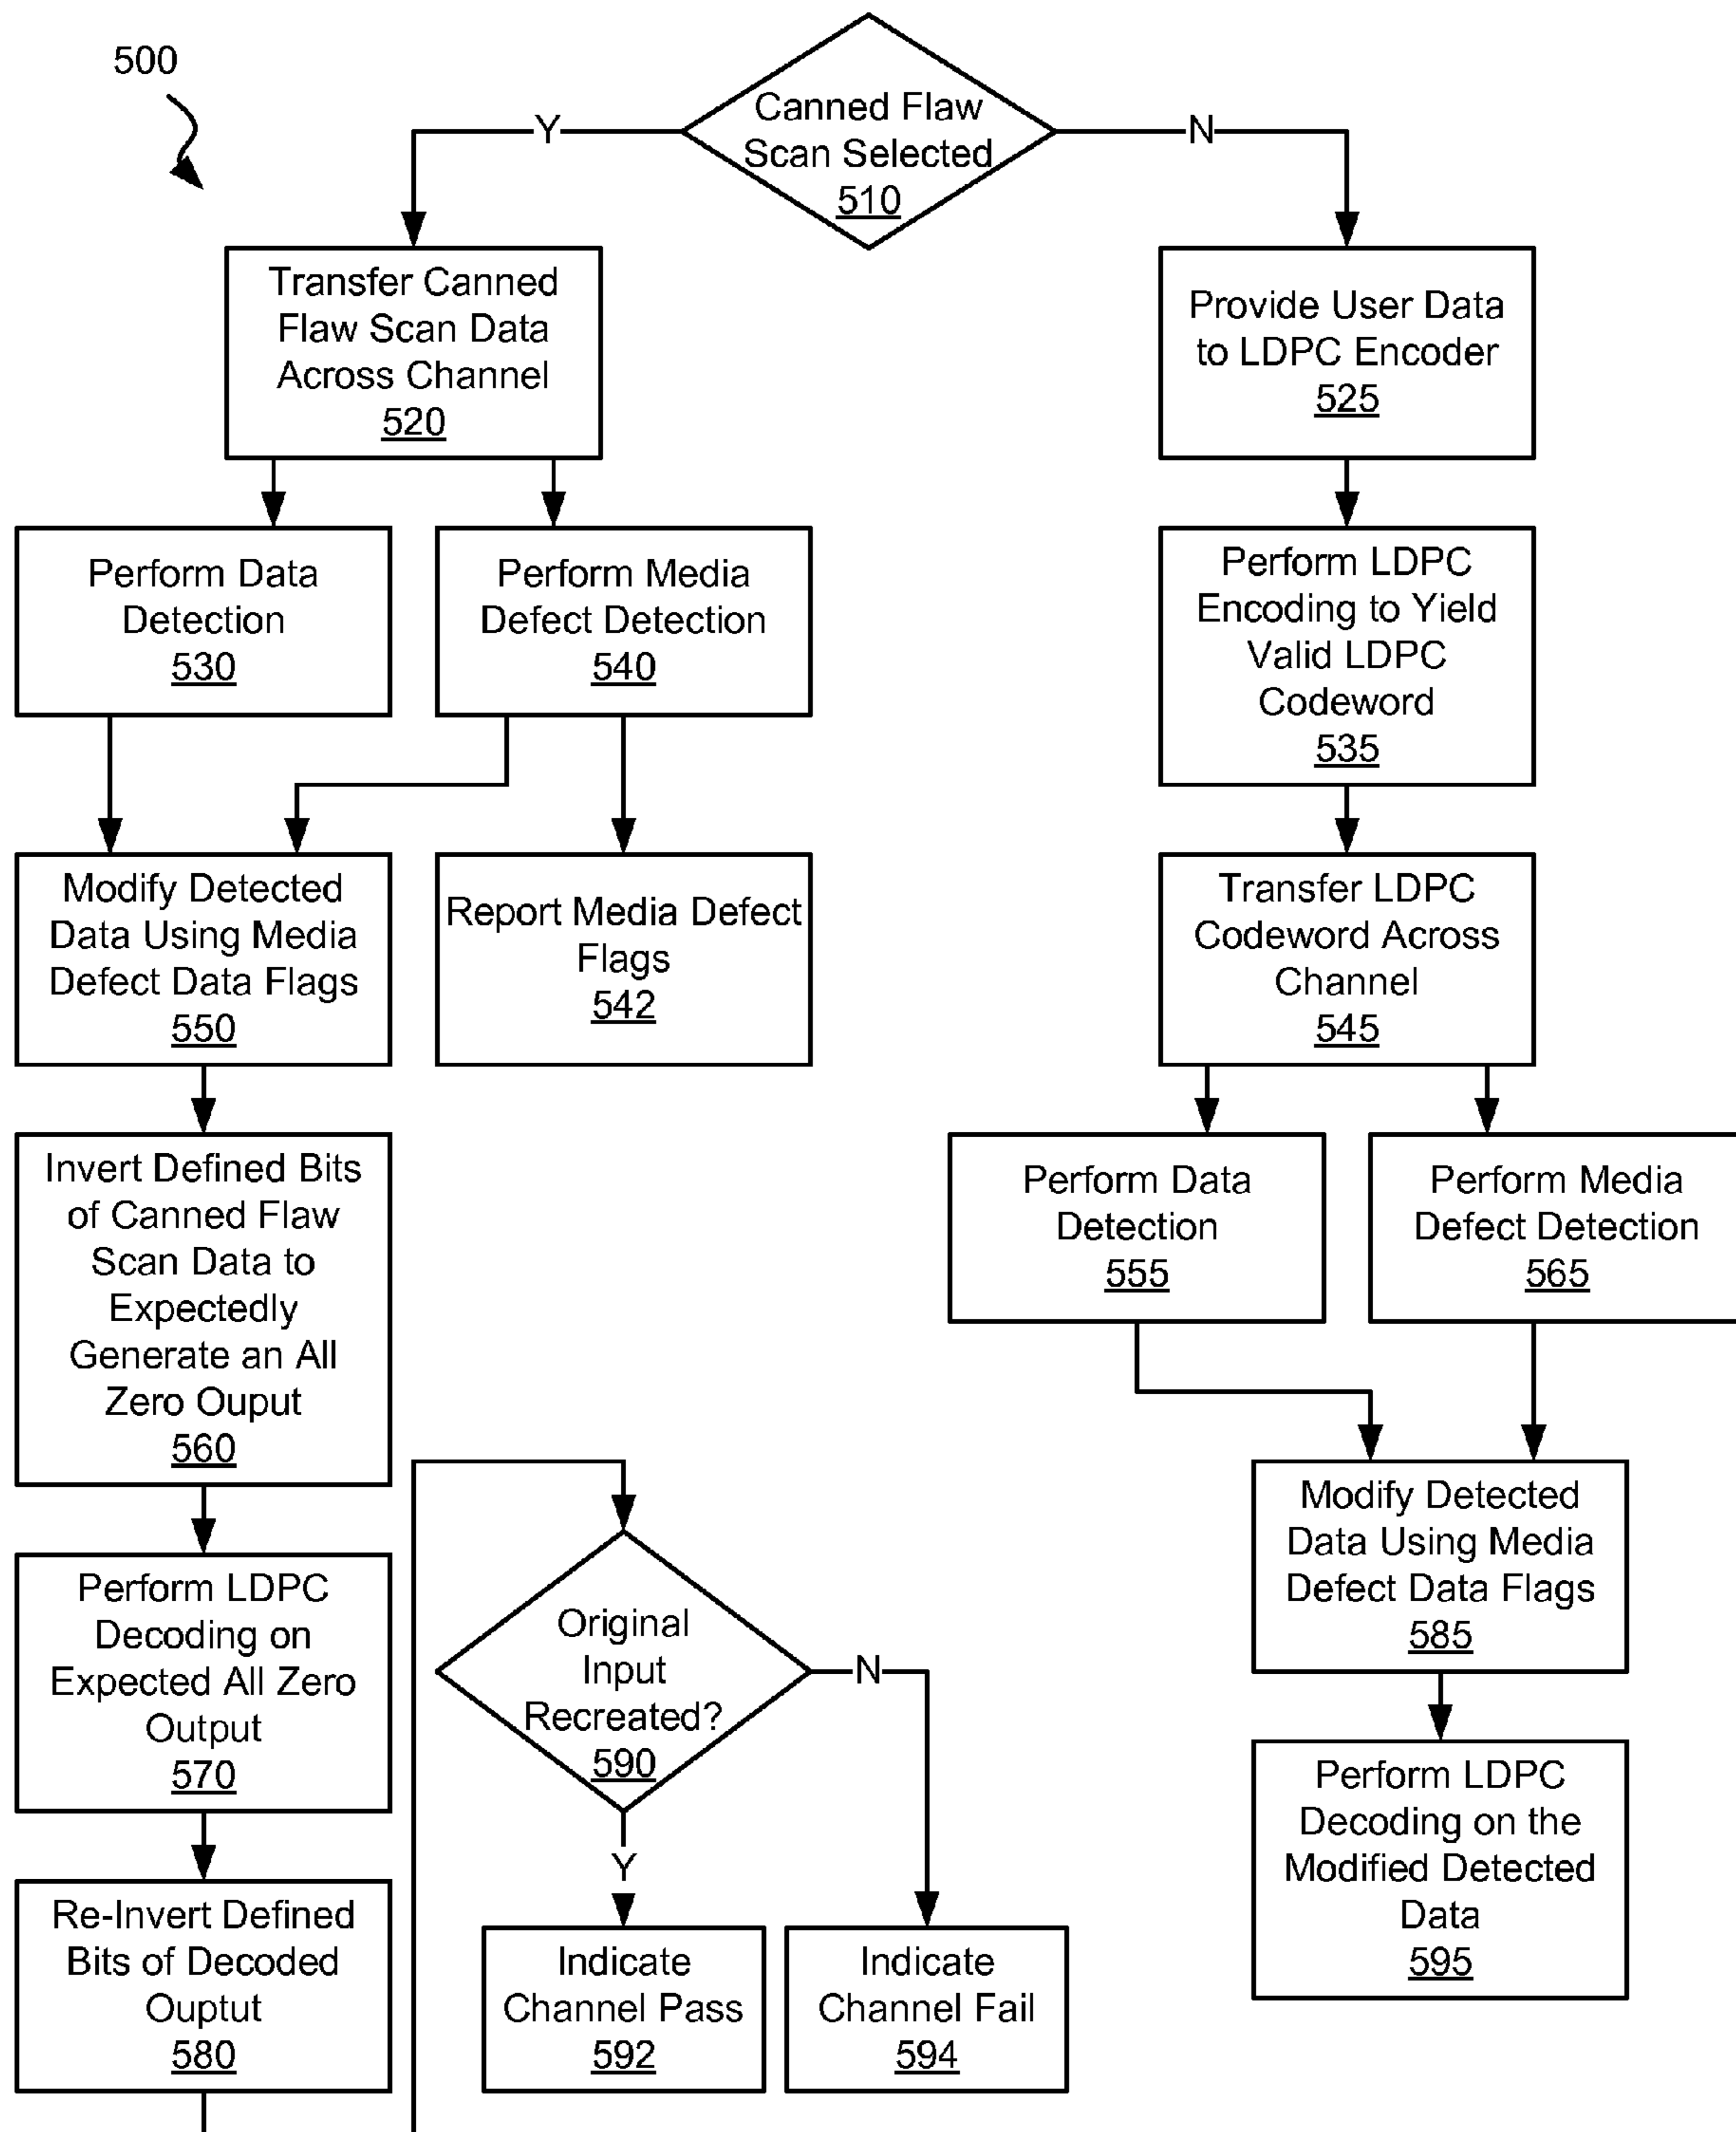 500
Canned Flaw
Scan Selected
510
Y
N
Transfer Canned
Flaw Scan Data
Across Channel
520
Provide User Data
to LDPC Encoder
525
Perform Data
Detection
530
Perform Media
Defect Detection
540
Perform LDPC
Encoding to Yield
Valid LDPC
Codeword
535
Modify Detected
Data Using Media
Defect Data Flags
550
Report Media Defect
Flags
542
Transfer LDPC
Codeword Across
Channel
545
Invert Defined Bits
of Canned Flaw
Scan Data to
Expectedly
Generate an All
Zero Ouput
560
Perform Data
Detection
555
Perform Media
Defect Detection
565
Perform LDPC
Decoding on
Expected All Zero
Output
570
Original
Input
Recreated?
590
N
Y
Modify Detected
Data Using Media
Defect Data Flags
585
Re-Invert Defined
Bits of Decoded
Ouptut
580
Indicate
Channel Pass
592
Indicate
Channel Fail
594
Perform LDPC
Decoding on the
Modified Detected
Data
595